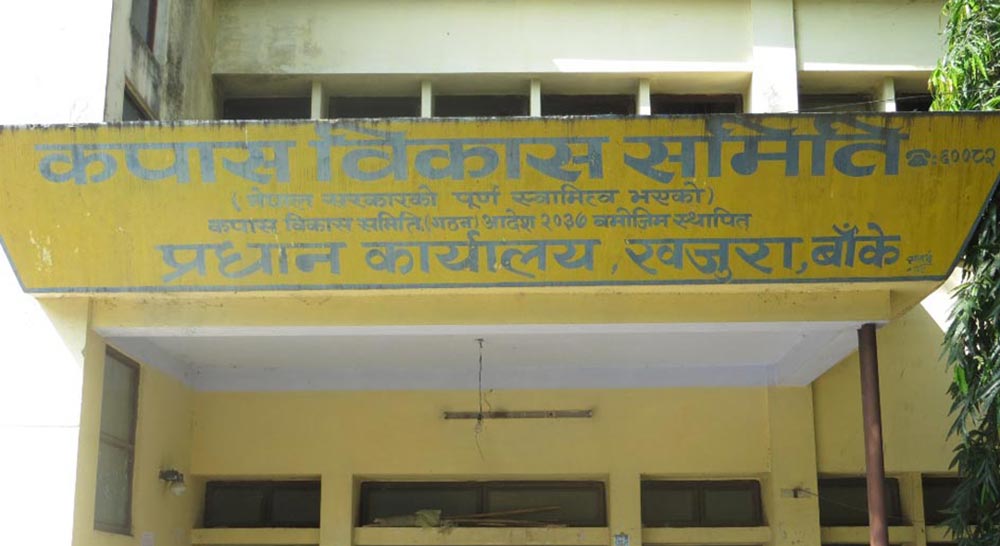 कपास विकास समिति ☎:६००८२
(नेपाल सरकारको पूर्ण स्वामित्व भएको)
कपास विकास समिति,(गठन) आदेश २०३७ बमोजिम स्थापित
प्रधान कार्यालय, खजुरा, बाँके